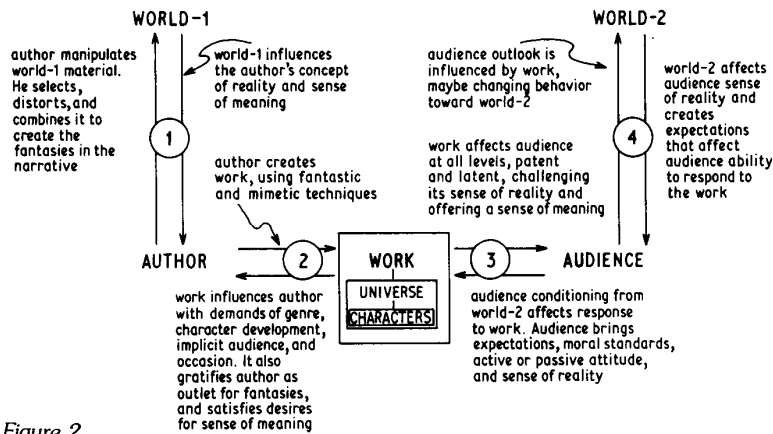 WORLD-1
WORLD-2
author manipulates
world-1 material.
He selects,
distorts, and
combines it to
create the
fantasies in the
narrative
world-1 influences
the author's concept
of reality and sense
of meaning
audience outlook is
influenced by work,
maybe changing behavior
toward world-2
world-2 affects
audience sense
of reality and
creates
expectations
that affect
audience ability
to respond to
the work
1
4
author creates
work, using fantastic
and mimetic techniques
work affects audience
at all levels, patent
and latent, challenging
its sense of reality and
offering a sense of meaning
AUTHOR
2
WORK
UNIVERSE
CHARACTERS
3
AUDIENCE
work influences author
with demands of genre,
character development,
implicit audience, and
occasion. It also
gratifies author as
outlet for fantasies,
and satisfies desires
for sense of meaning
audience conditioning from
world-2 affects response
to work. Audience brings
expectations, moral standards,
active or passive attitude,
and sense of reality
Figure 2